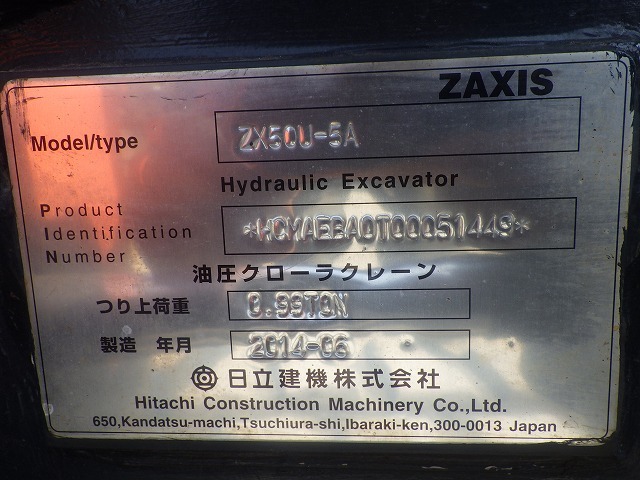 ZAXIS
Model/type ZX50U-5A
Hydraulic Excavator
Product
Identification *HCMAEBA0T00051449*
Number
油圧クローラクレーン
つり上荷重 0.99TON
製造 年月 2014-06
日立建機株式会社
Hitachi Construction Machinery Co.,Ltd.
650,Kandatsu-machi,Tsuchiura-shi,Ibaraki-ken,300-0013 Japan